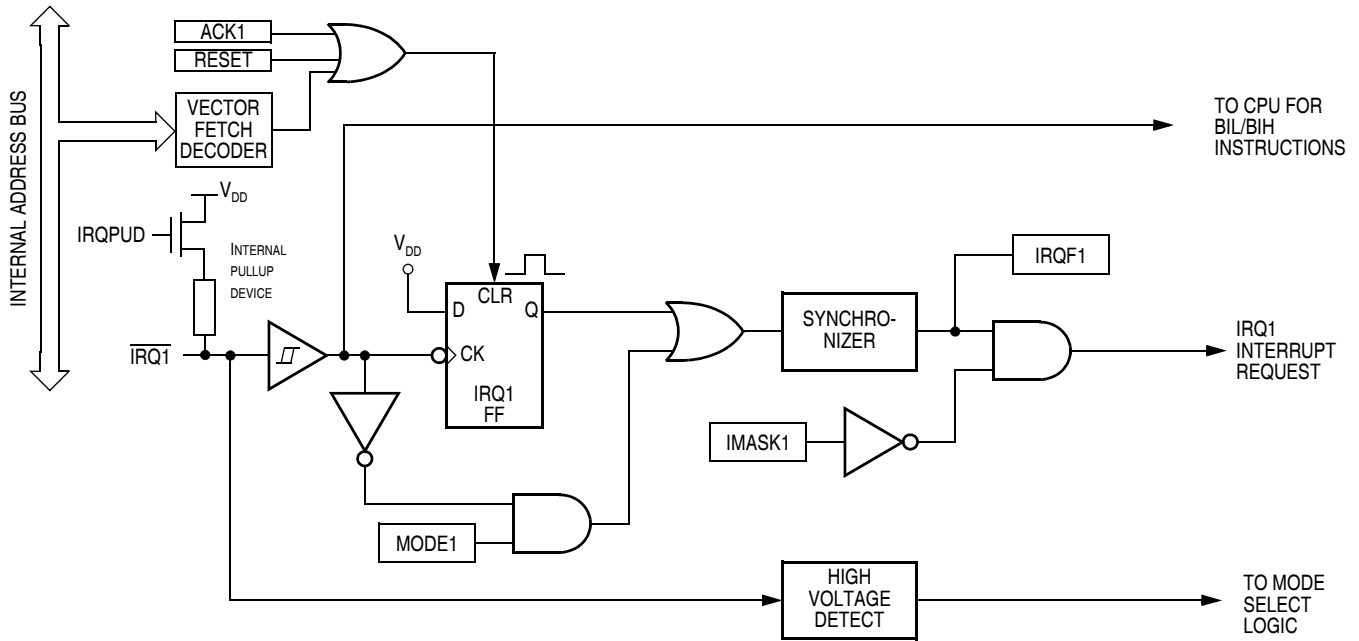 INTERNAL ADDRESS BUS
ACK1
RESET
VECTOR
FETCH
DECODER
TO CPU FOR
BIL/BIH
INSTRUCTIONS
VDD
IRQPUD
INTERNAL
PULLUP
DEVICE
VDD
D
CLR
Q
CK
IRQ1
FF
IRQ1
SYNCHRO-
NIZER
IRQF1
IRQ1
INTERRUPT
REQUEST
IMASK1
MODE1
HIGH
VOLTAGE
DETECT
TO MODE
SELECT
LOGIC